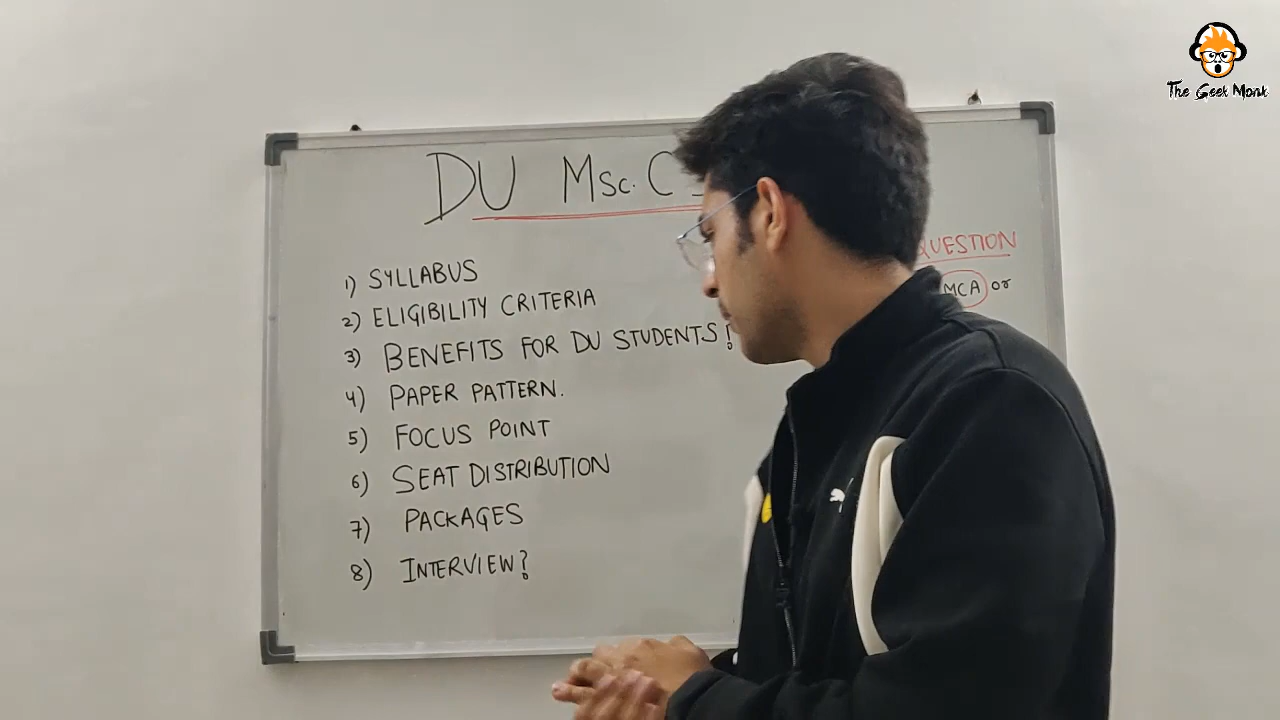 The Geek Monk
DU MSc. C
QUESTION
MCA or
1) SYLLABUS
2) ELIGIBILITY CRITERIA
3) BENEFITS FOR DU STUDENTS!
4) PAPER PATTERN.
5) FOCUS POINT
6) SEAT DISTRIBUTION
7) PACKAGES
8) INTERVIEW?